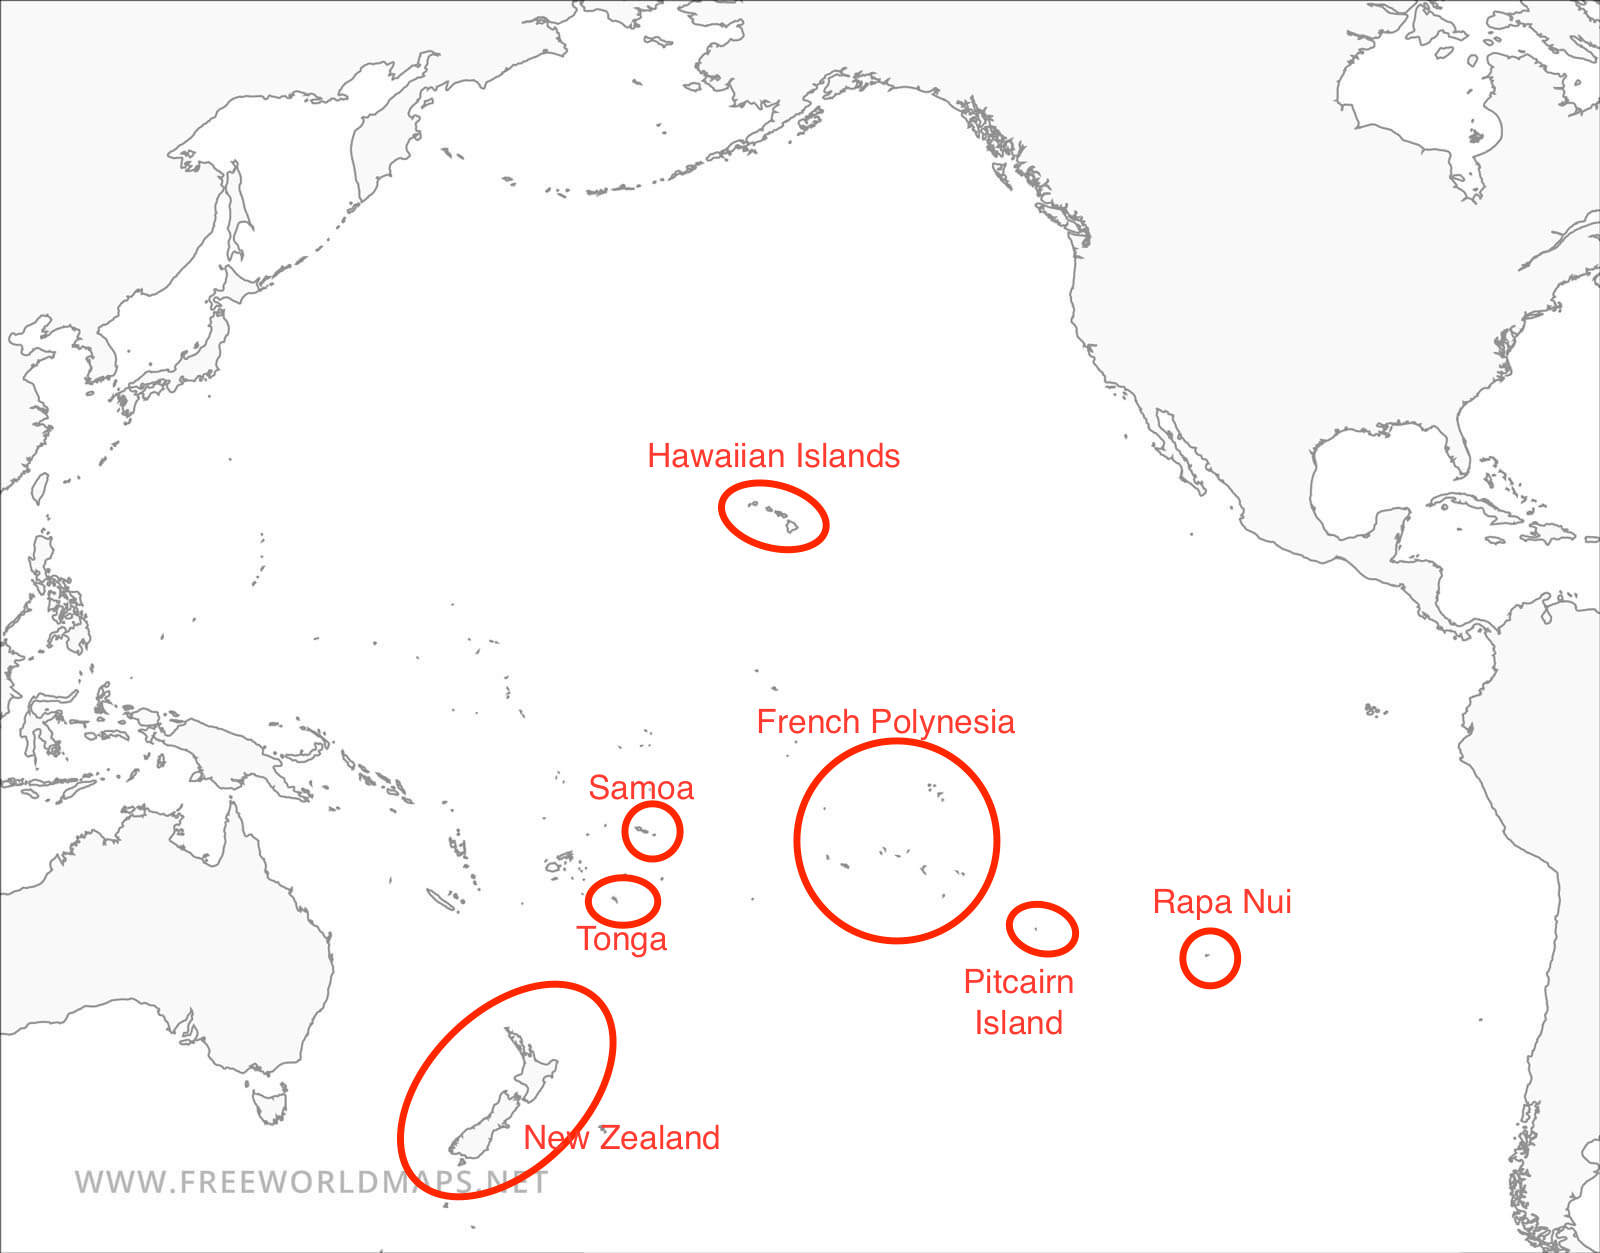 Hawaiian Islands
French Polynesia
Samoa
Rapa Nui
Tonga
Pitcairn
Island
New Zealand
WWW.FREEWORLDMAPS.NET